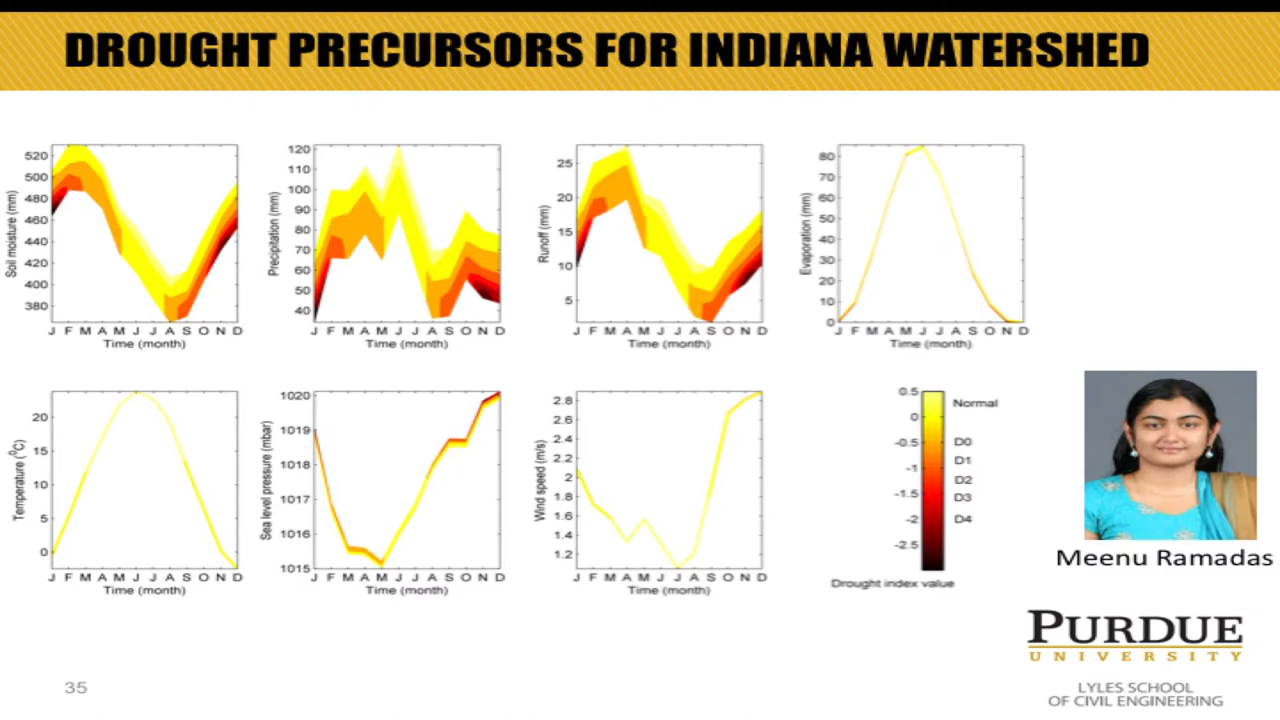 DROUGHT PRECURSORS FOR INDIANA WATERSHED
Soil moisture (mm)
520
500
480
460
440
420
400
380
J F M A M J J A S O N D
Time (month)
Precipitation (mm)
120
110
100
90
80
70
60
50
40
J F M A M J J A S O N D
Time (month)
Runoff (mm)
25
20
15
10
5
J F M A M J J A S O N D
Time (month)
Evaporation (mm)
80
70
60
50
40
30
20
10
0
J F M A M J J A S O N D
Time (month)
Temperature (⁰C)
20
15
10
5
0
J F M A M J J A S O N D
Time (month)
Sea level pressure (mbar)
1020
1019
1018
1017
1016
1015
J F M A M J J A S O N D
Time (month)
Wind speed (m/s)
2.8
2.6
2.4
2.2
2
1.8
1.6
1.4
1.2
J F M A M J J A S O N D
Time (month)
0.5
0
-0.5
-1
-1.5
-2
-2.5
Normal
D0
D1
D2
D3
D4
Drought index value
Meenu Ramadas
PURDUE
UNIVERSITY
LYLES SCHOOL
OF CIVIL ENGINEERING
35